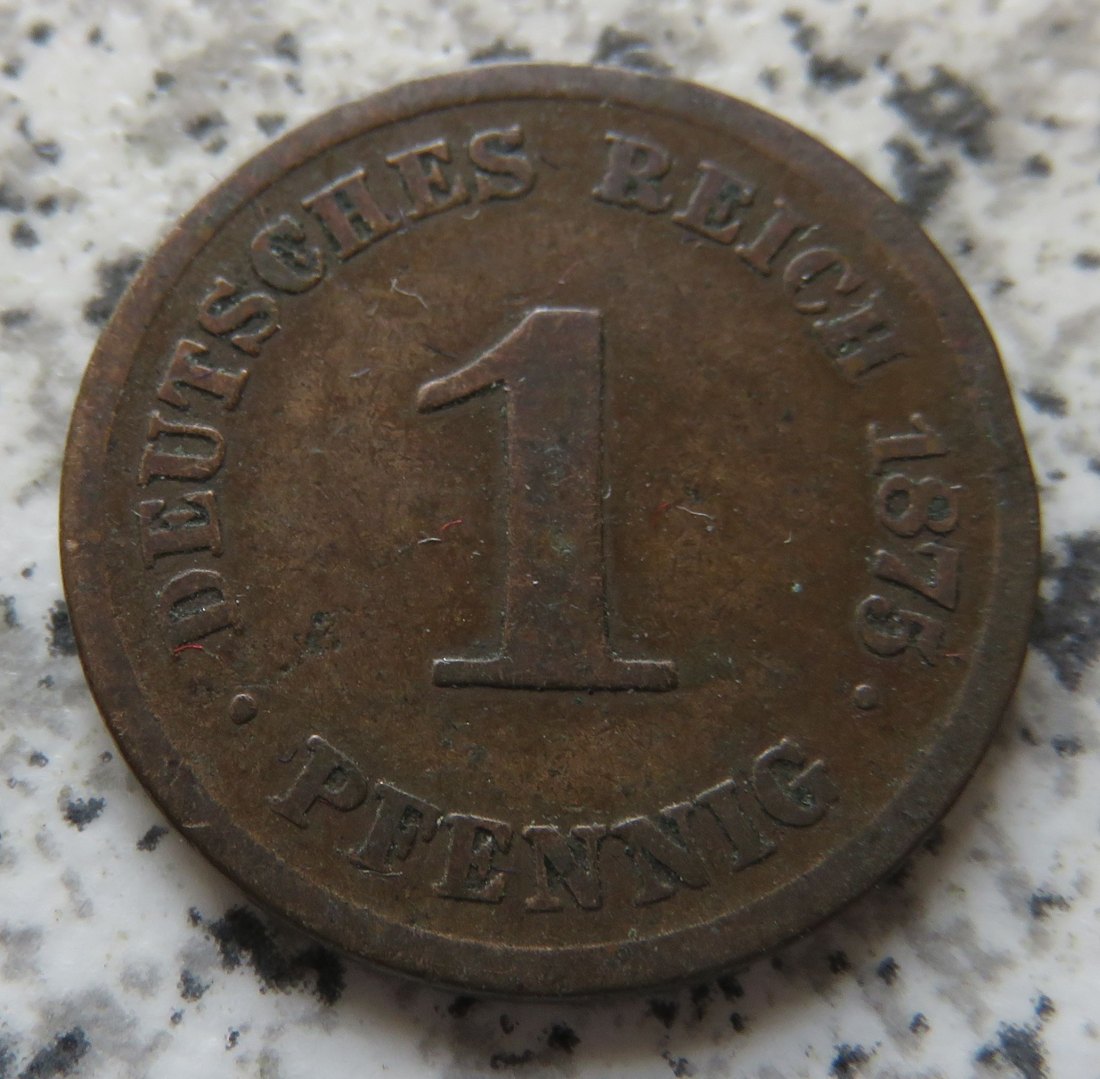 DEUTSCHES REICH 1875
1
PFENNIG